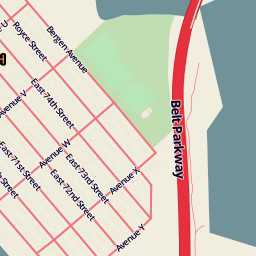 Royce Street
Bergen Avenue
Avenue V
East 74th Street
Belt Parkway
Avenue W
East 71st Street
East 73rd Street
East 72nd Street
Avenue X
Street
Avenue Y